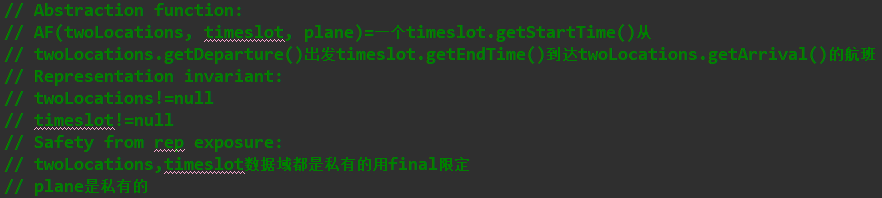 // Abstraction function:
// AF(twoLocations, timeslot, plane)=一个timeslot.getStartTime()从
// twoLocations.getDeparture()出发timeslot.getEndTime()到达twoLocations.getArrival()的航班
// Representation invariant:
// twoLocations!=null
// timeslot!=null
// Safety from rep exposure:
// twoLocations,timeslot数据域都是私有的用final限定
// plane是私有的